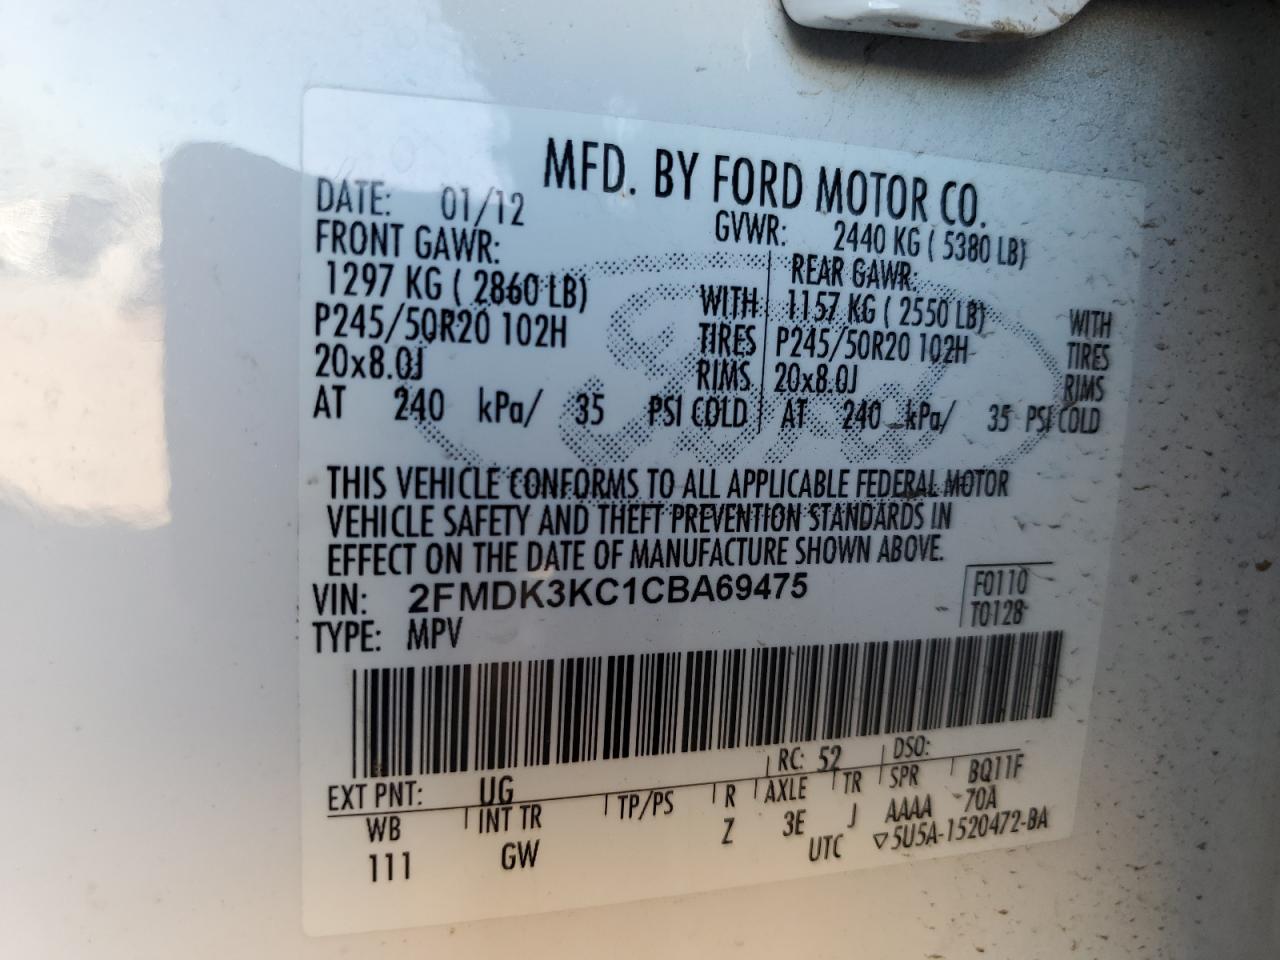 MFD. BY FORD MOTOR CO.
DATE: 01/12 GVWR: 2440 KG ( 5380 LB)
FRONT GAWR: REAR GAWR:
1297 KG ( 2860 LB) WITH 1157 KG ( 2550 LB) WITH
P245/50R20 102H TIRES P245/50R20 102H TIRES
20x8.0J RIMS 20x8.0J RIMS
AT 240 kPa/ 35 PSI COLD AT 240 kPa/ 35 PSI COLD
Ford
THIS VEHICLE CONFORMS TO ALL APPLICABLE FEDERAL MOTOR
VEHICLE SAFETY AND THEFT PREVENTION STANDARDS IN
EFFECT ON THE DATE OF MANUFACTURE SHOWN ABOVE.
VIN: 2FMDK3KC1CBA69475 F0110
TYPE: MPV T0128
EXT PNT: UG RC: 52 DSO:
WB INT TR TP/PS R AXLE TR SPR BQ11F
111 GW Z 3E J AAAA 70A
UTC ▽5U5A-1520472-BA